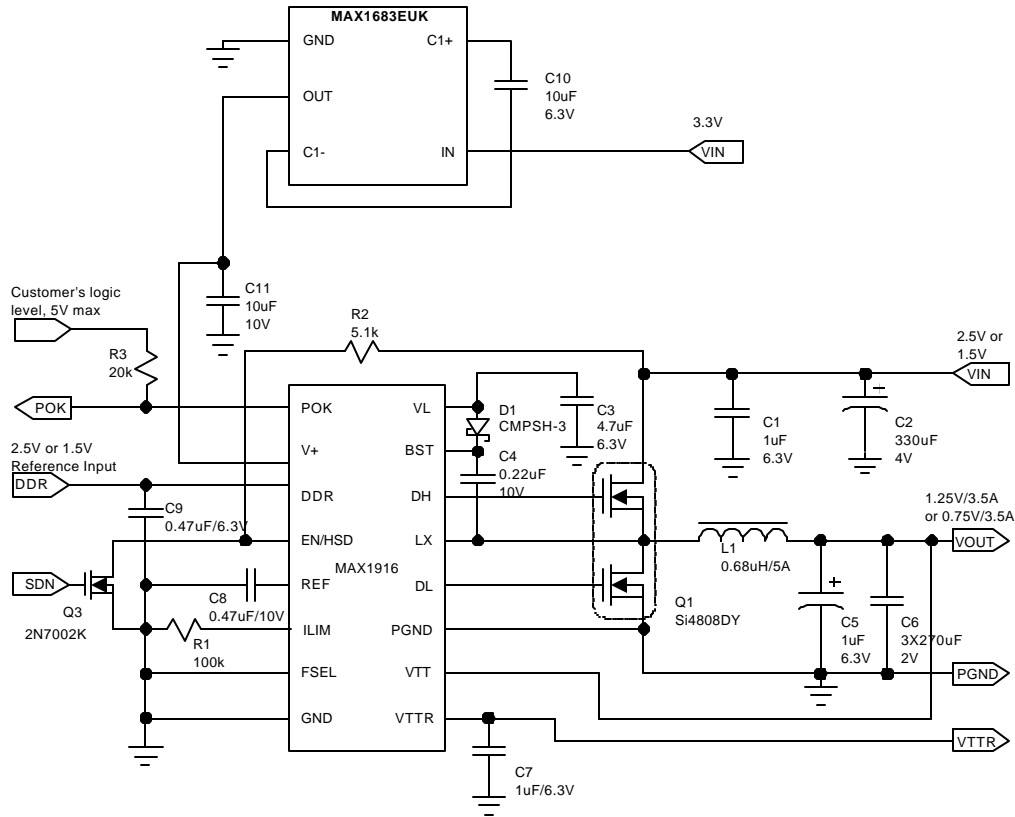 MAX1683EUK
GND
C1+
OUT
C1-
IN
C10
10uF
6.3V
3.3V
VIN
C11
10uF
10V
Customer's logic
level, 5V max
R3
20k
POK
R2
5.1k
2.5V or
1.5V
VIN
2.5V or 1.5V
Reference Input
DDR
C9
0.47uF/6.3V
SDN
Q3
2N7002K
C8
0.47uF/10V
R1
100k
POK
V+
DDR
EN/HSD
REF
ILIM
FSEL
GND
MAX1916
VL
BST
DH
LX
DL
PGND
VTT
VTTR
D1
CMPSH-3
C3
4.7uF
6.3V
C4
0.22uF
10V
C1
1uF
6.3V
+
C2
330uF
4V
Q1
Si4808DY
L1
0.68uH/5A
1.25V/3.5A
or 0.75V/3.5A
VOUT
+
C5
1uF
6.3V
C6
3X270uF
2V
PGND
VTTR
C7
1uF/6.3V